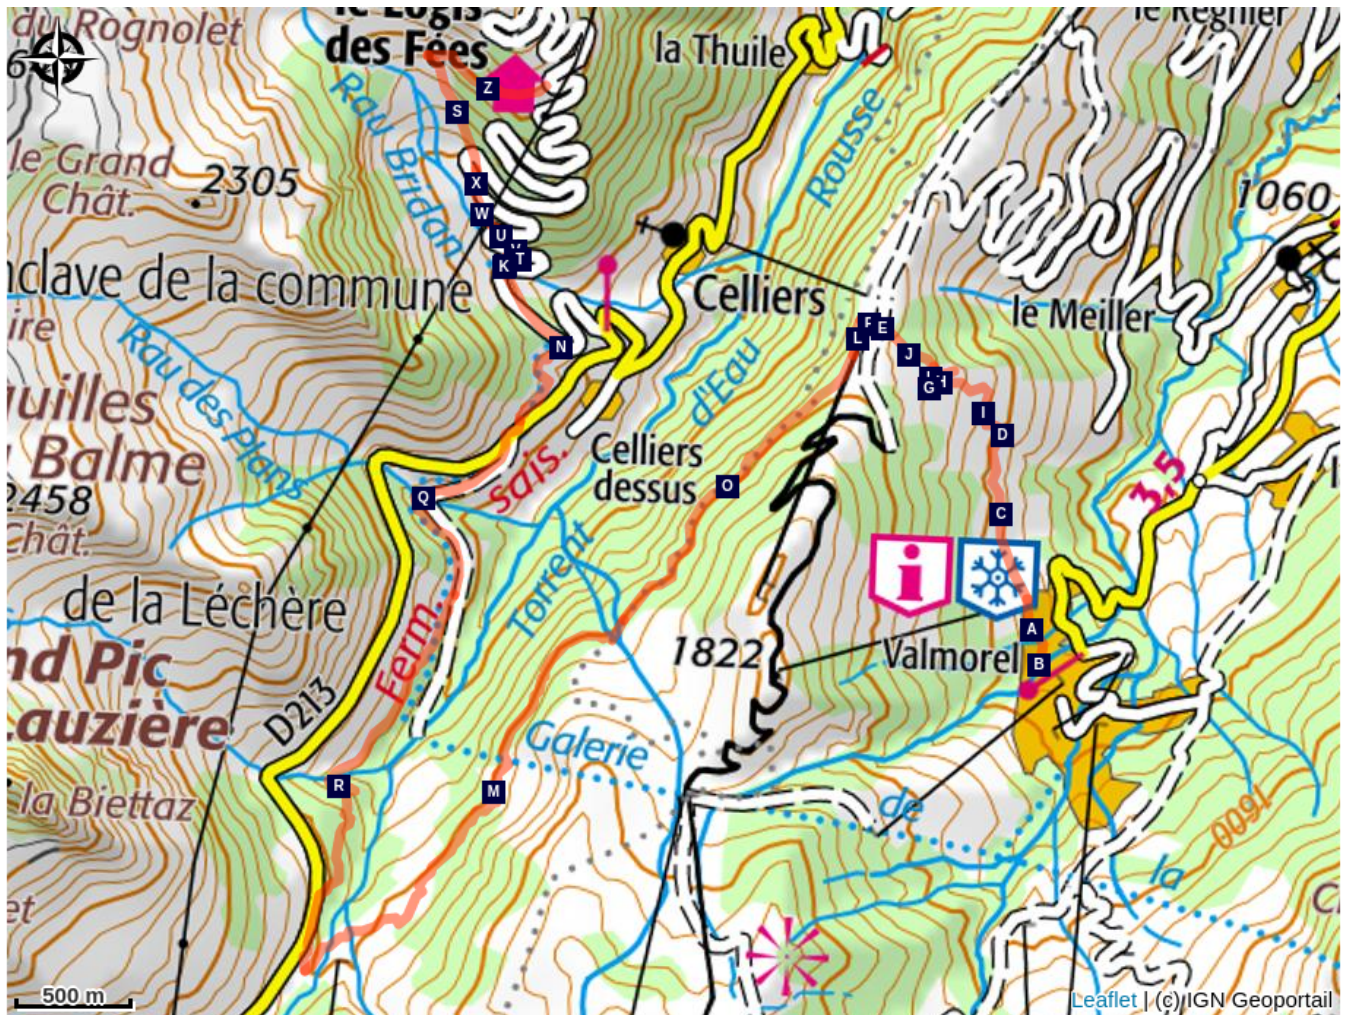 du Rognolet
le Logis
des Fées
la Thuile
le Régnier
Z
S
Rau Bridan
Rousse
le Grand
Chât.
2305
X
W
U
T
K
1060
nclave de la commune
Celliers
le Meiller
ire
Rau des Plans
N
L
E
J
H
G
I
D
uilles
Balme
2458
Chât.
Celliers
dessus
d'Eau
sais.
Q
O
C
3,5
Torrent
de la Léchère
Ferm.
1822
Valmorel
A
B
nd Pic
auzière
D213
Galerie
de
la
la Biettaz
R
M
1600
et
500 m
Leaflet | (c) IGN Geoportail